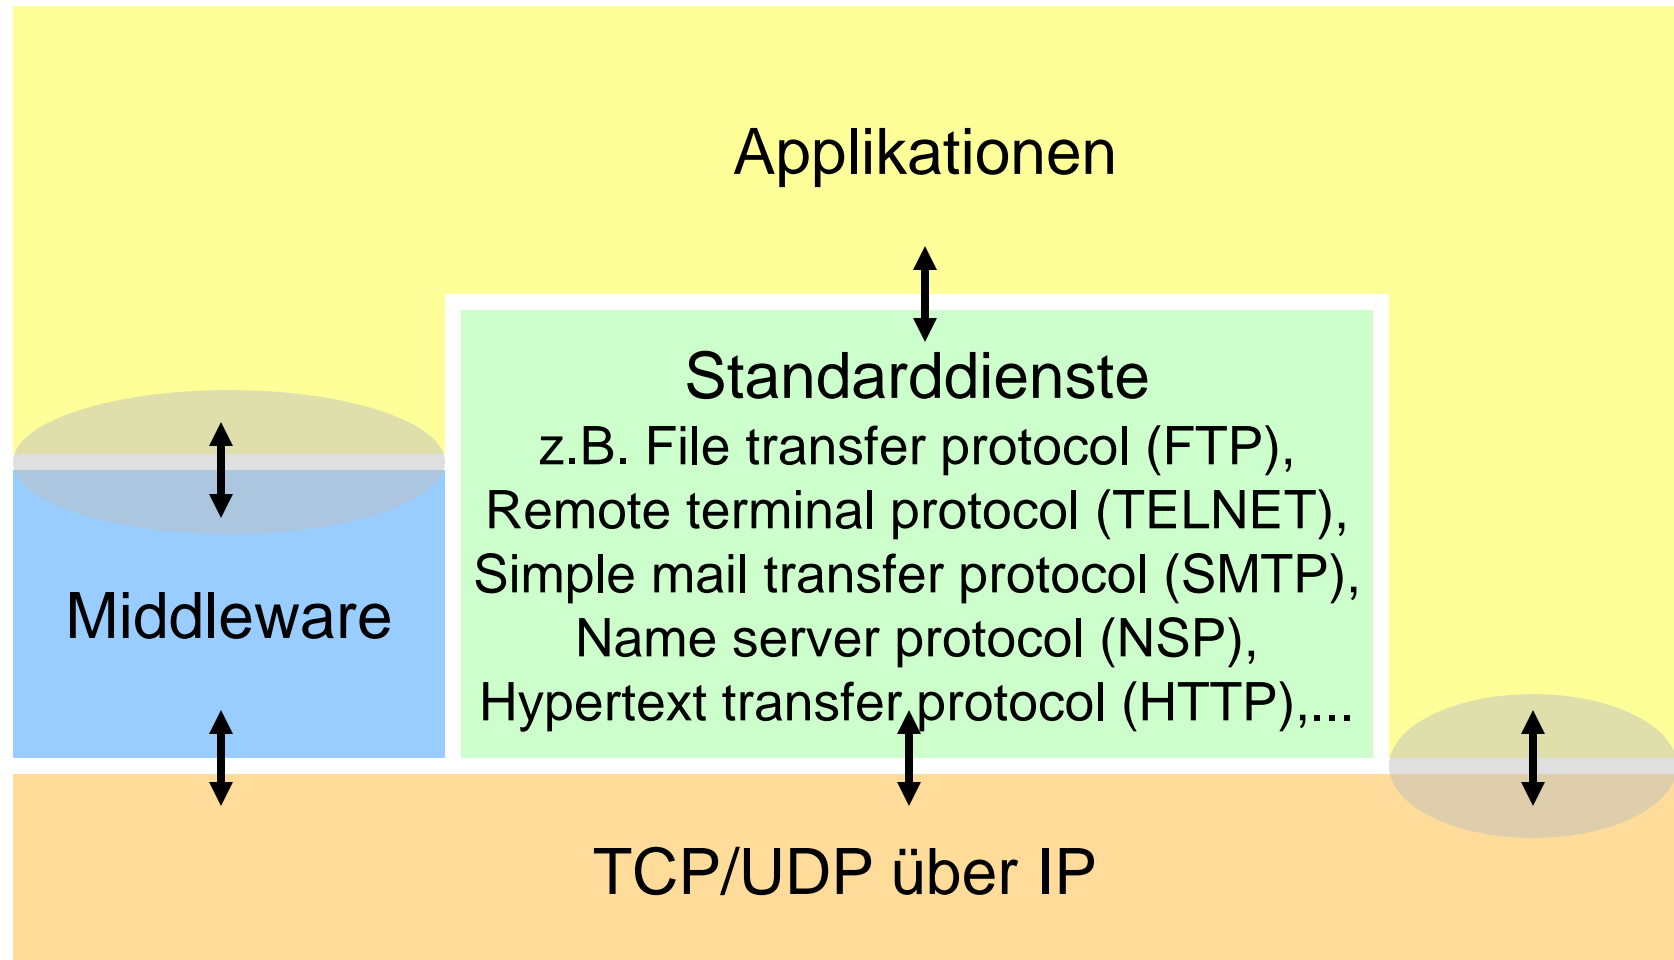 Applikationen
Standarddienste
z.B. File transfer protocol (FTP),
Remote terminal protocol (TELNET),
Simple mail transfer protocol (SMTP),
Name server protocol (NSP),
Hypertext transfer protocol (HTTP),...
Middleware
TCP/UDP über IP